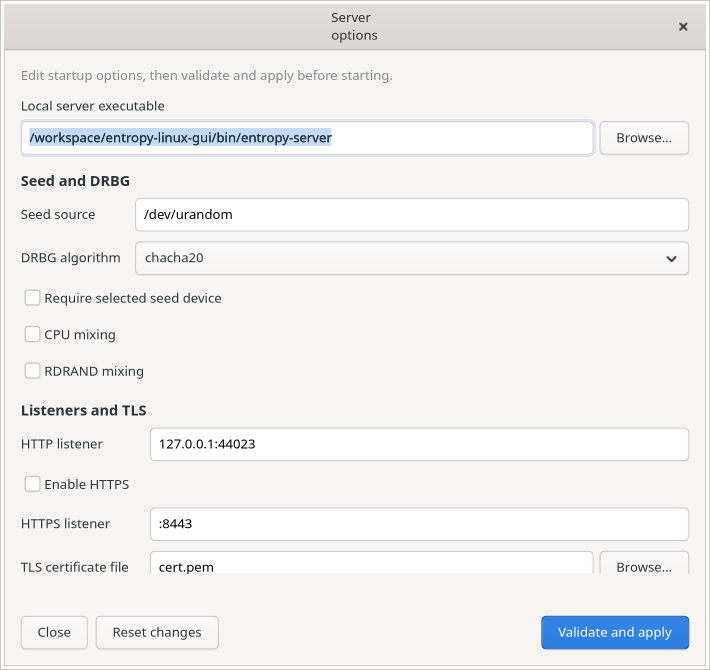 Server
options
Edit startup options, then validate and apply before starting.
Local server executable
/workspace/entropy-linux-gui/bin/entropy-server
Browse...
Seed and DRBG
Seed source
/dev/urandom
DRBG algorithm
chacha20
Require selected seed device
CPU mixing
RDRAND mixing
Listeners and TLS
HTTP listener
127.0.0.1:44023
Enable HTTPS
HTTPS listener
:8443
TLS certificate file
cert.pem
Browse...
Close
Reset changes
Validate and apply